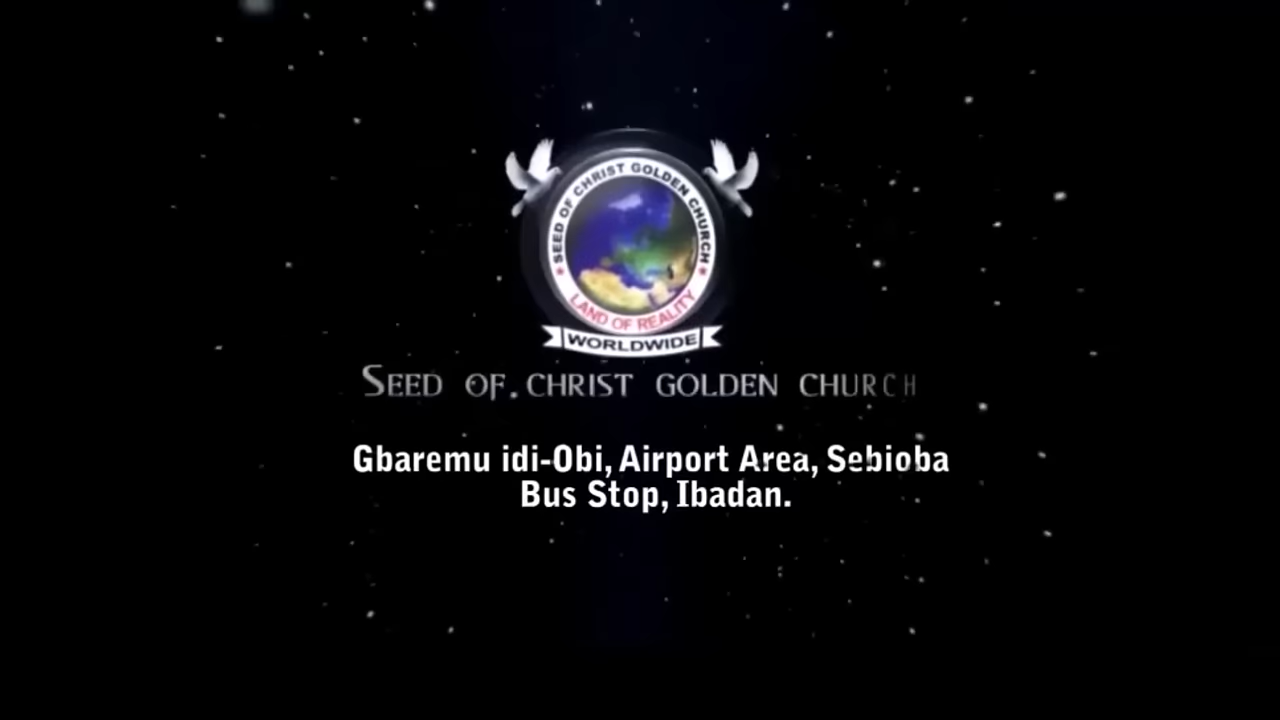 SEED OF CHRIST GOLDEN CHURCH
LAND OF REALITY
WORLDWIDE
SEED OF. CHRIST GOLDEN CHURCH
Gbaremu idi-Obi, Airport Area, Sebioba
Bus Stop, Ibadan.